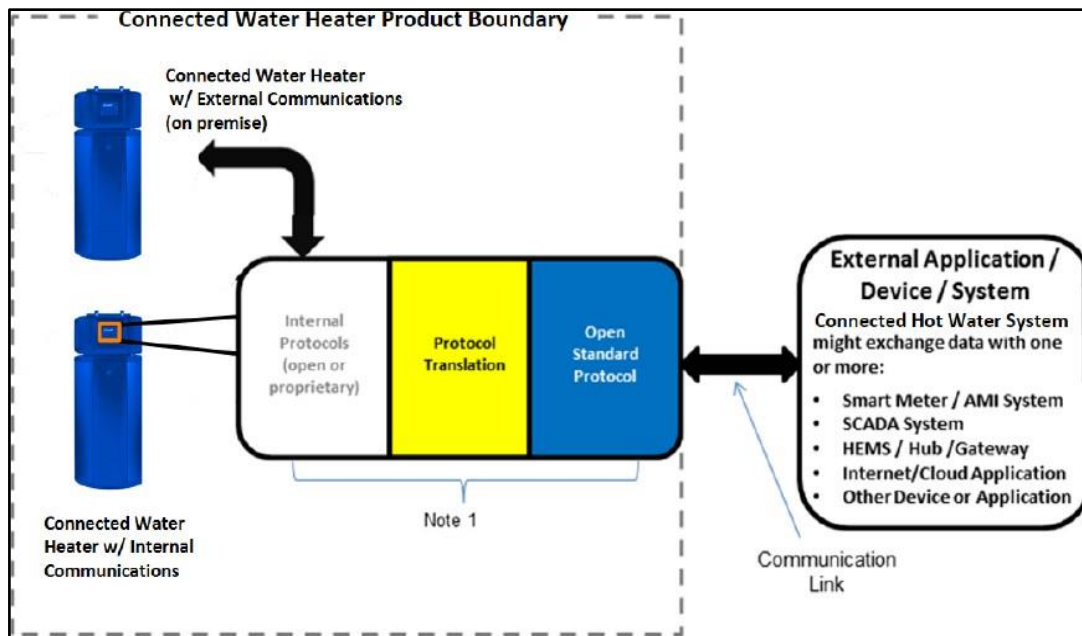 Connected Water Heater Product Boundary
Connected Water Heater
w/ External Communications
(on premise)
Internal
Protocols
(open or
proprietary)
Protocol
Translation
Open
Standard
Protocol
Note 1
Connected Water
Heater w/ Internal
Communications
External Application /
Device / System
Connected Hot Water System
might exchange data with one
or more:
• Smart Meter / AMI System
• SCADA System
• HEMS / Hub /Gateway
• Internet/Cloud Application
• Other Device or Application
Communication
Link